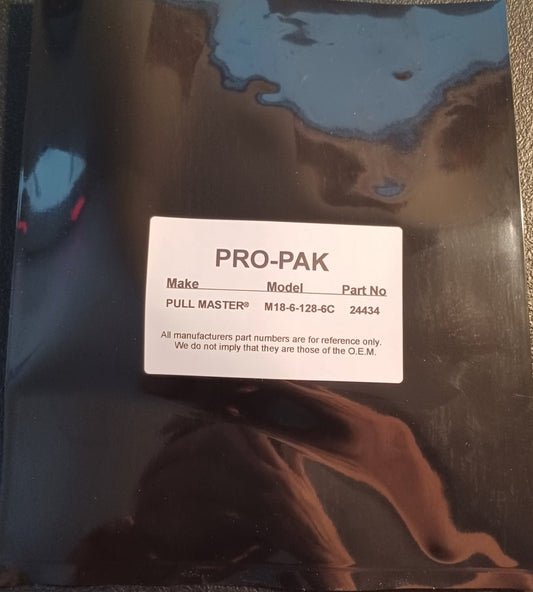 PRO-PAK
Make Model Part No
PULL MASTER® M18-6-128-6C 24434
All manufacturers part numbers are for reference only.
We do not imply that they are those of the O.E.M.